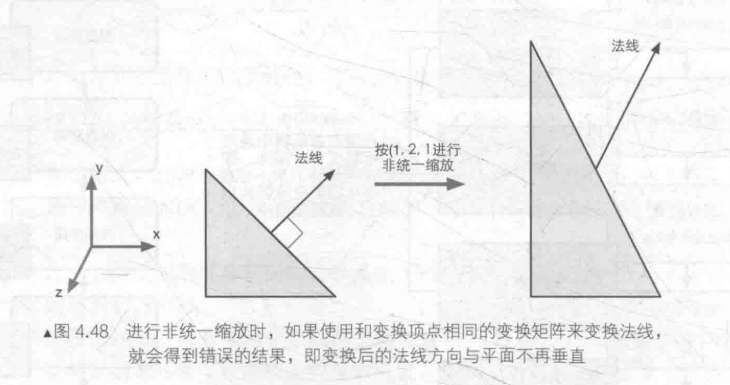 法线
法线
按(1, 2, 1进行
非统一缩放
y
x
z
▲图 4.48 进行非统一缩放时，如果使用和变换顶点相同的变换矩阵来变换法线，
就会得到错误的结果，即变换后的法线方向与平面不再垂直